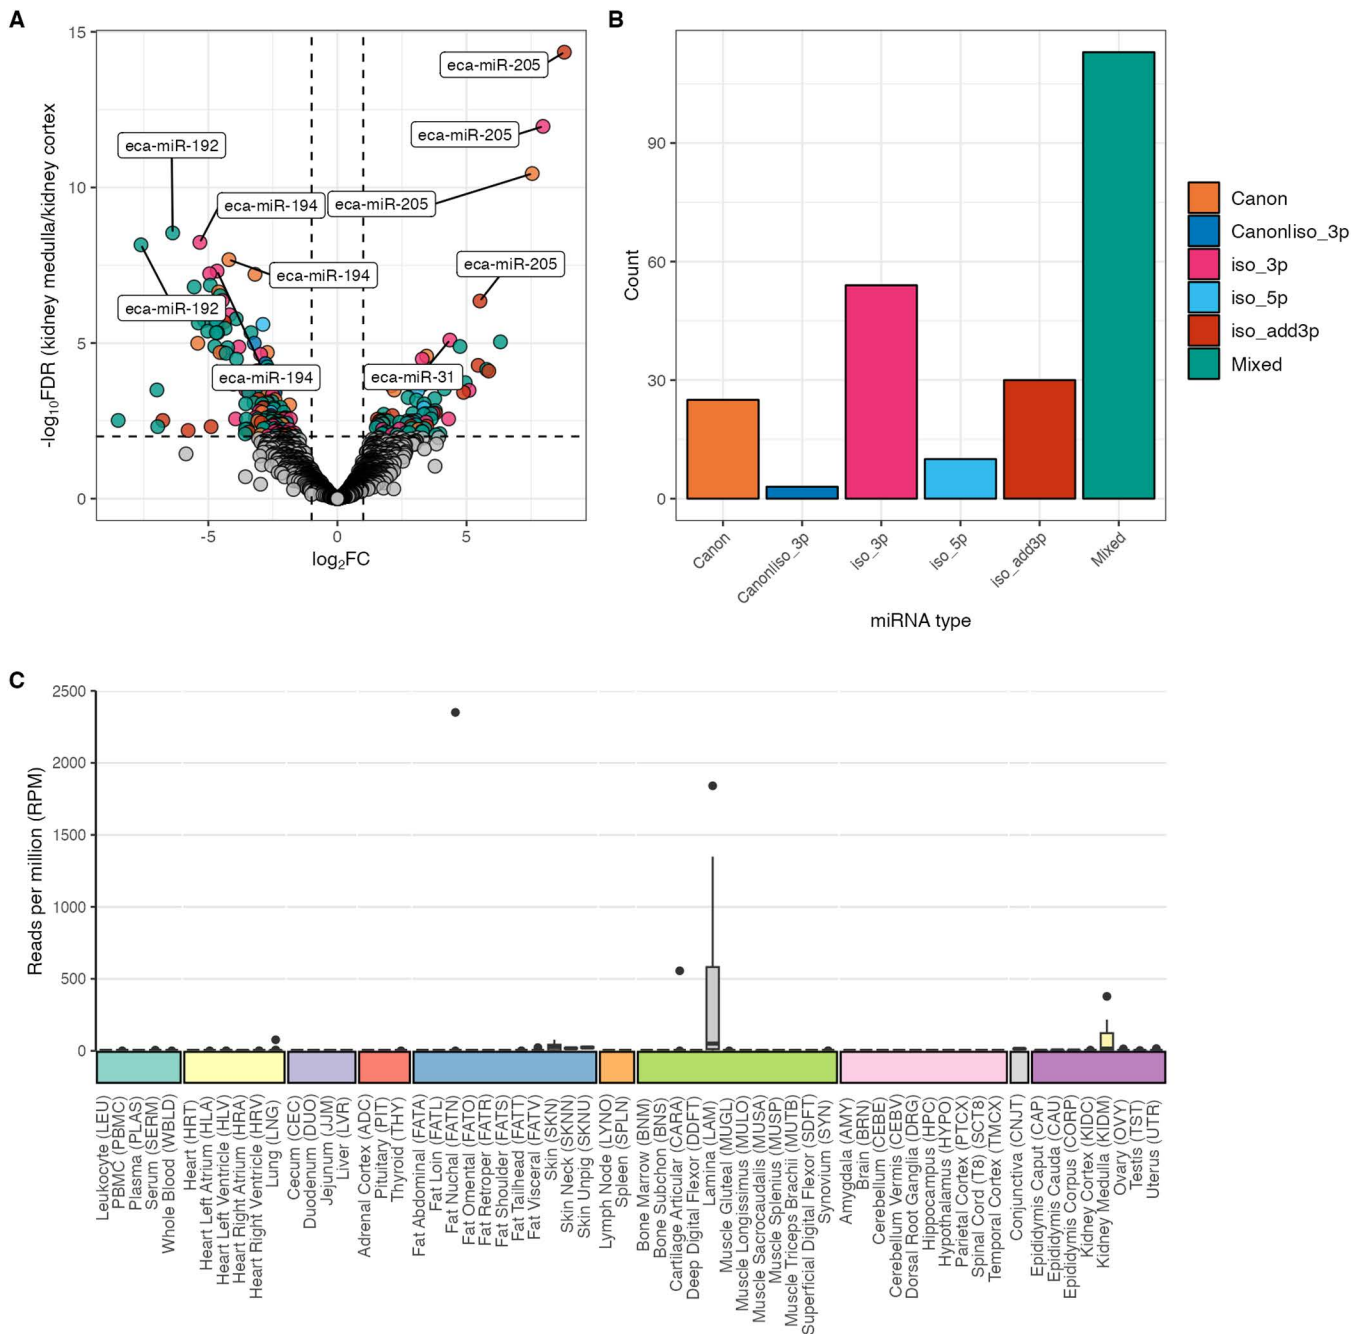 A
B
15
10
5
0
-log10FDR (kidney medulla/kidney cortex
eca-miR-205
eca-miR-205
eca-miR-192
eca-miR-194
eca-miR-205
eca-miR-205
eca-miR-194
eca-miR-192
eca-miR-194
eca-miR-31
-5
0
5
log2FC
90
60
30
0
Count
Canon
Canonliso_3p
iso_3p
iso_5p
iso_add3p
Mixed
miRNA type
Canon
Canonliso_3p
iso_3p
iso_5p
iso_add3p
Mixed
C
2500
2000
1500
1000
500
0
Reads per million (RPM)
Leukocyte (LEU)
PBMC (PBMC)
Plasma (PLAS)
Serum (SERM)
Whole Blood (WBLD)
Heart (HRT)
Heart Left Atrium (HLA)
Heart Left Ventricle (HLV)
Heart Right Atrium (HRA)
Heart Right Ventricle (HRV)
Lung (LNG)
Cecum (CEC)
Duodenum (DUO)
Jejunum (JJM)
Liver (LVR)
Adrenal Cortex (ADC)
Pituitary (PIT)
Thyroid (THY)
Fat Abdominal (FATA)
Fat Loin (FATL)
Fat Nuchal (FATN)
Fat Omental (FATO)
Fat Retroper (FATR)
Fat Shoulder (FATS)
Fat Tailhead (FATT)
Fat Visceral (FATV)
Skin (SKN)
Skin Neck (SKNN)
Skin Unpig (SKNU)
Lymph Node (LYNO)
Spleen (SPLN)
Bone Marrow (BNM)
Bone Subchon (BNS)
Cartilage Articular (CARA)
Deep Digital Flexor (DDFT)
Lamina (LAM)
Muscle Gluteal (MUGL)
Muscle Longissimus (MULO)
Muscle Sacrocaudalis (MUSA)
Muscle Splenius (MUSP)
Muscle Triceps Brachii (MUTB)
Superficial Digital Flexor (SDFT)
Synovium (SYN)
Amygdala (AMY)
Brain (BRN)
Cerebellum (CEBE)
Cerebellum Vermis (CEBV)
Dorsal Root Ganglia (DRG)
Hippocampus (HPC)
Hypothalamus (HYPO)
Parietal Cortex (PTCX)
Spinal Cord (T8) (SCT8)
Temporal Cortex (TMCX)
Conjunctiva (CNJT)
Epididymis Caput (CAP)
Epididymis Cauda (CAU)
Epididymis Corpus (CORP)
Kidney Cortex (KIDC)
Kidney Medulla (KIDM)
Ovary (OVY)
Testis (TST)
Uterus (UTR)